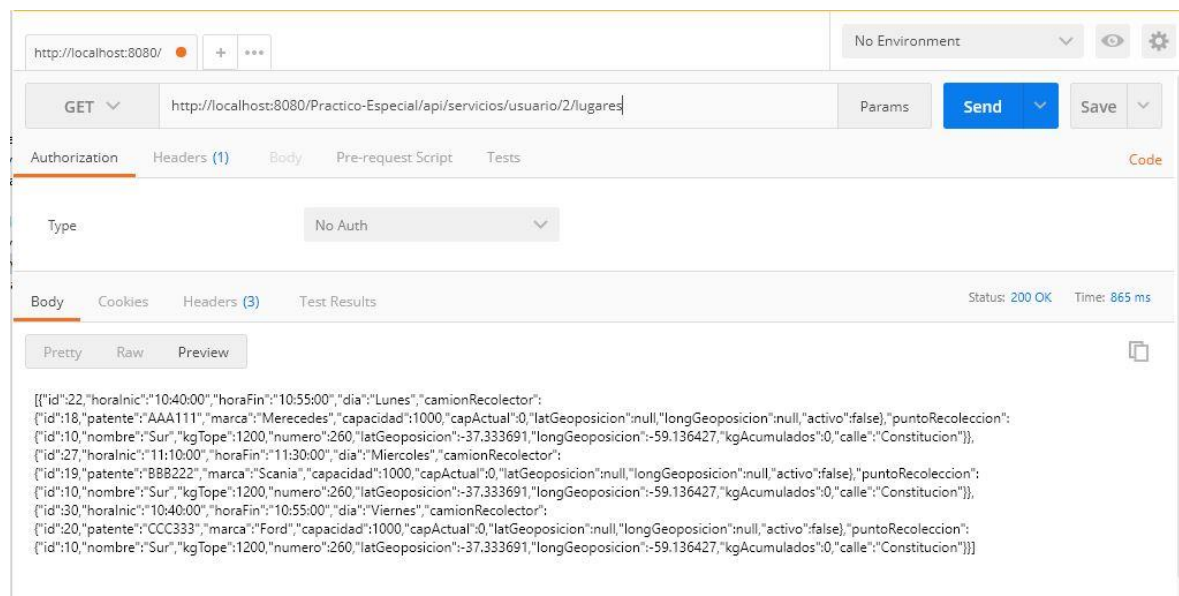 http://localhost:8080/
No Environment
GET http://localhost:8080/Practico-Especial/api/servicios/usuario/2/lugares Params Send Save
Authorization Headers (1) Body Pre-request Script Tests Code
Type No Auth
Body Cookies Headers (3) Test Results Status: 200 OK Time: 865 ms
Pretty Raw Preview
[{"id":22,"horaInic":"10:40:00","horaFin":"10:55:00","dia":"Lunes","camionRecolector":
{"id":18,"patente":"AAA111","marca":"Merecedes","capacidad":1000,"capActual":0,"latGeoposicion":null,"longGeoposicion":null,"activo":false},"puntoRecoleccion":
{"id":10,"nombre":"Sur","kgTope":1200,"numero":260,"latGeoposicion":-37.333691,"longGeoposicion":-59.136427,"kgAcumulados":0,"calle":"Constitucion"}},
{"id":27,"horaInic":"11:10:00","horaFin":"11:30:00","dia":"Miercoles","camionRecolector":
{"id":19,"patente":"BBB222","marca":"Scania","capacidad":1000,"capActual":0,"latGeoposicion":null,"longGeoposicion":null,"activo":false},"puntoRecoleccion":
{"id":10,"nombre":"Sur","kgTope":1200,"numero":260,"latGeoposicion":-37.333691,"longGeoposicion":-59.136427,"kgAcumulados":0,"calle":"Constitucion"}},
{"id":30,"horaInic":"10:40:00","horaFin":"10:55:00","dia":"Viernes","camionRecolector":
{"id":20,"patente":"CCC333","marca":"Ford","capacidad":1000,"capActual":0,"latGeoposicion":null,"longGeoposicion":null,"activo":false},"puntoRecoleccion":
{"id":10,"nombre":"Sur","kgTope":1200,"numero":260,"latGeoposicion":-37.333691,"longGeoposicion":-59.136427,"kgAcumulados":0,"calle":"Constitucion"}}]